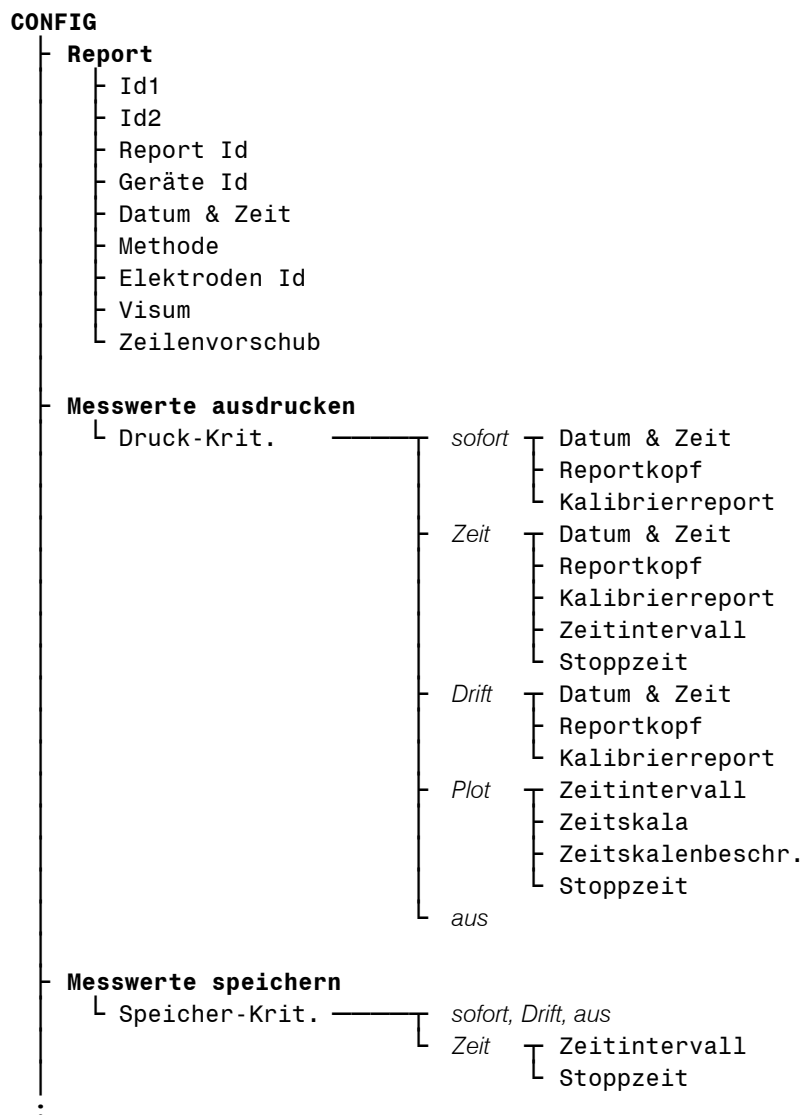 CONFIG
Report
Id1
Id2
Report Id
Geräte Id
Datum & Zeit
Methode
Elektroden Id
Visum
Zeilenvorschub
Messwerte ausdrucken
Druck-Krit. sofort Datum & Zeit
Reportkopf
Kalibrierreport
Zeit Datum & Zeit
Reportkopf
Kalibrierreport
Zeitintervall
Stoppzeit
Drift Datum & Zeit
Reportkopf
Kalibrierreport
Plot Zeitintervall
Zeitskala
Zeitskalenbeschr.
Stoppzeit
aus
Messwerte speichern
Speicher-Krit. sofort, Drift, aus
Zeit Zeitintervall
Stoppzeit